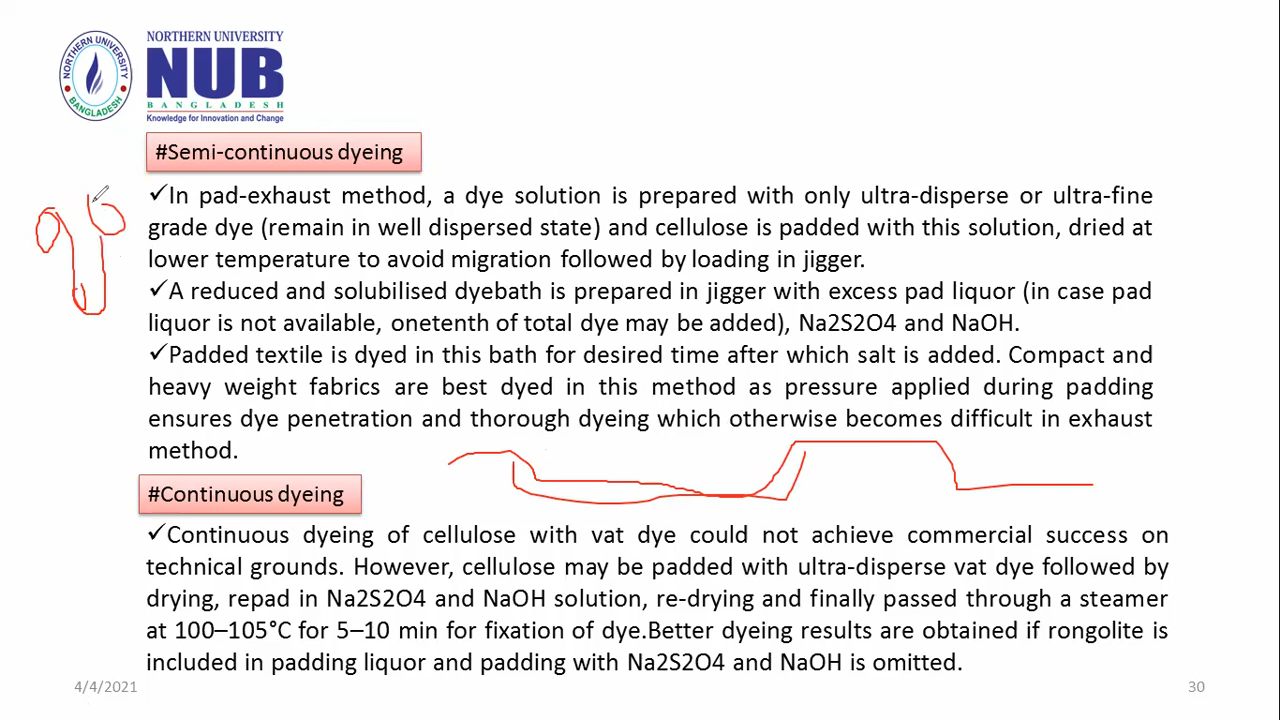 NORTHERN UNIVERSITY
BANGLADESH
NORTHERN UNIVERSITY
NUB
BANGLADESH
Knowledge for Innovation and Change
#Semi-continuous dyeing
✓In pad-exhaust method, a dye solution is prepared with only ultra-disperse or ultra-fine
grade dye (remain in well dispersed state) and cellulose is padded with this solution, dried at
lower temperature to avoid migration followed by loading in jigger.
✓A reduced and solubilised dyebath is prepared in jigger with excess pad liquor (in case pad
liquor is not available, onetenth of total dye may be added), Na2S2O4 and NaOH.
✓Padded textile is dyed in this bath for desired time after which salt is added. Compact and
heavy weight fabrics are best dyed in this method as pressure applied during padding
ensures dye penetration and thorough dyeing which otherwise becomes difficult in exhaust
method.
#Continuous dyeing
✓Continuous dyeing of cellulose with vat dye could not achieve commercial success on
technical grounds. However, cellulose may be padded with ultra-disperse vat dye followed by
drying, repad in Na2S2O4 and NaOH solution, re-drying and finally passed through a steamer
at 100–105°C for 5–10 min for fixation of dye.Better dyeing results are obtained if rongolite is
included in padding liquor and padding with Na2S2O4 and NaOH is omitted.
4/4/2021
30